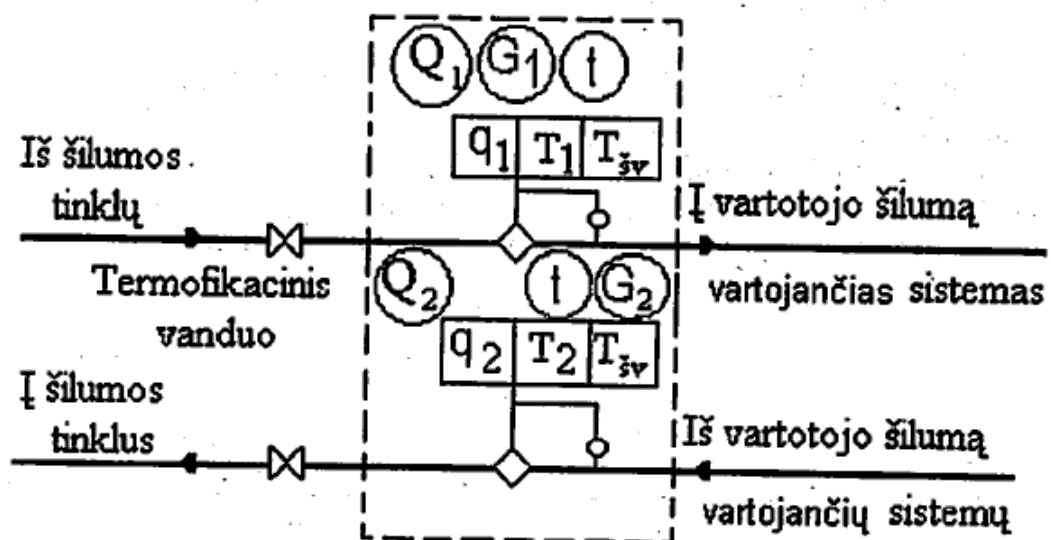 Q₁ G1 t
q₁ T₁ Tšv
Iš šilumos
tinklų
Į vartotojo šilumą
Termofikacinis
vanduo
vartojančias sistemas
Q₂ t G₂
q₂ T₂ Tšv
Į šilumos
tinklus
Iš vartotojo šilumą
vartojančių sistemų